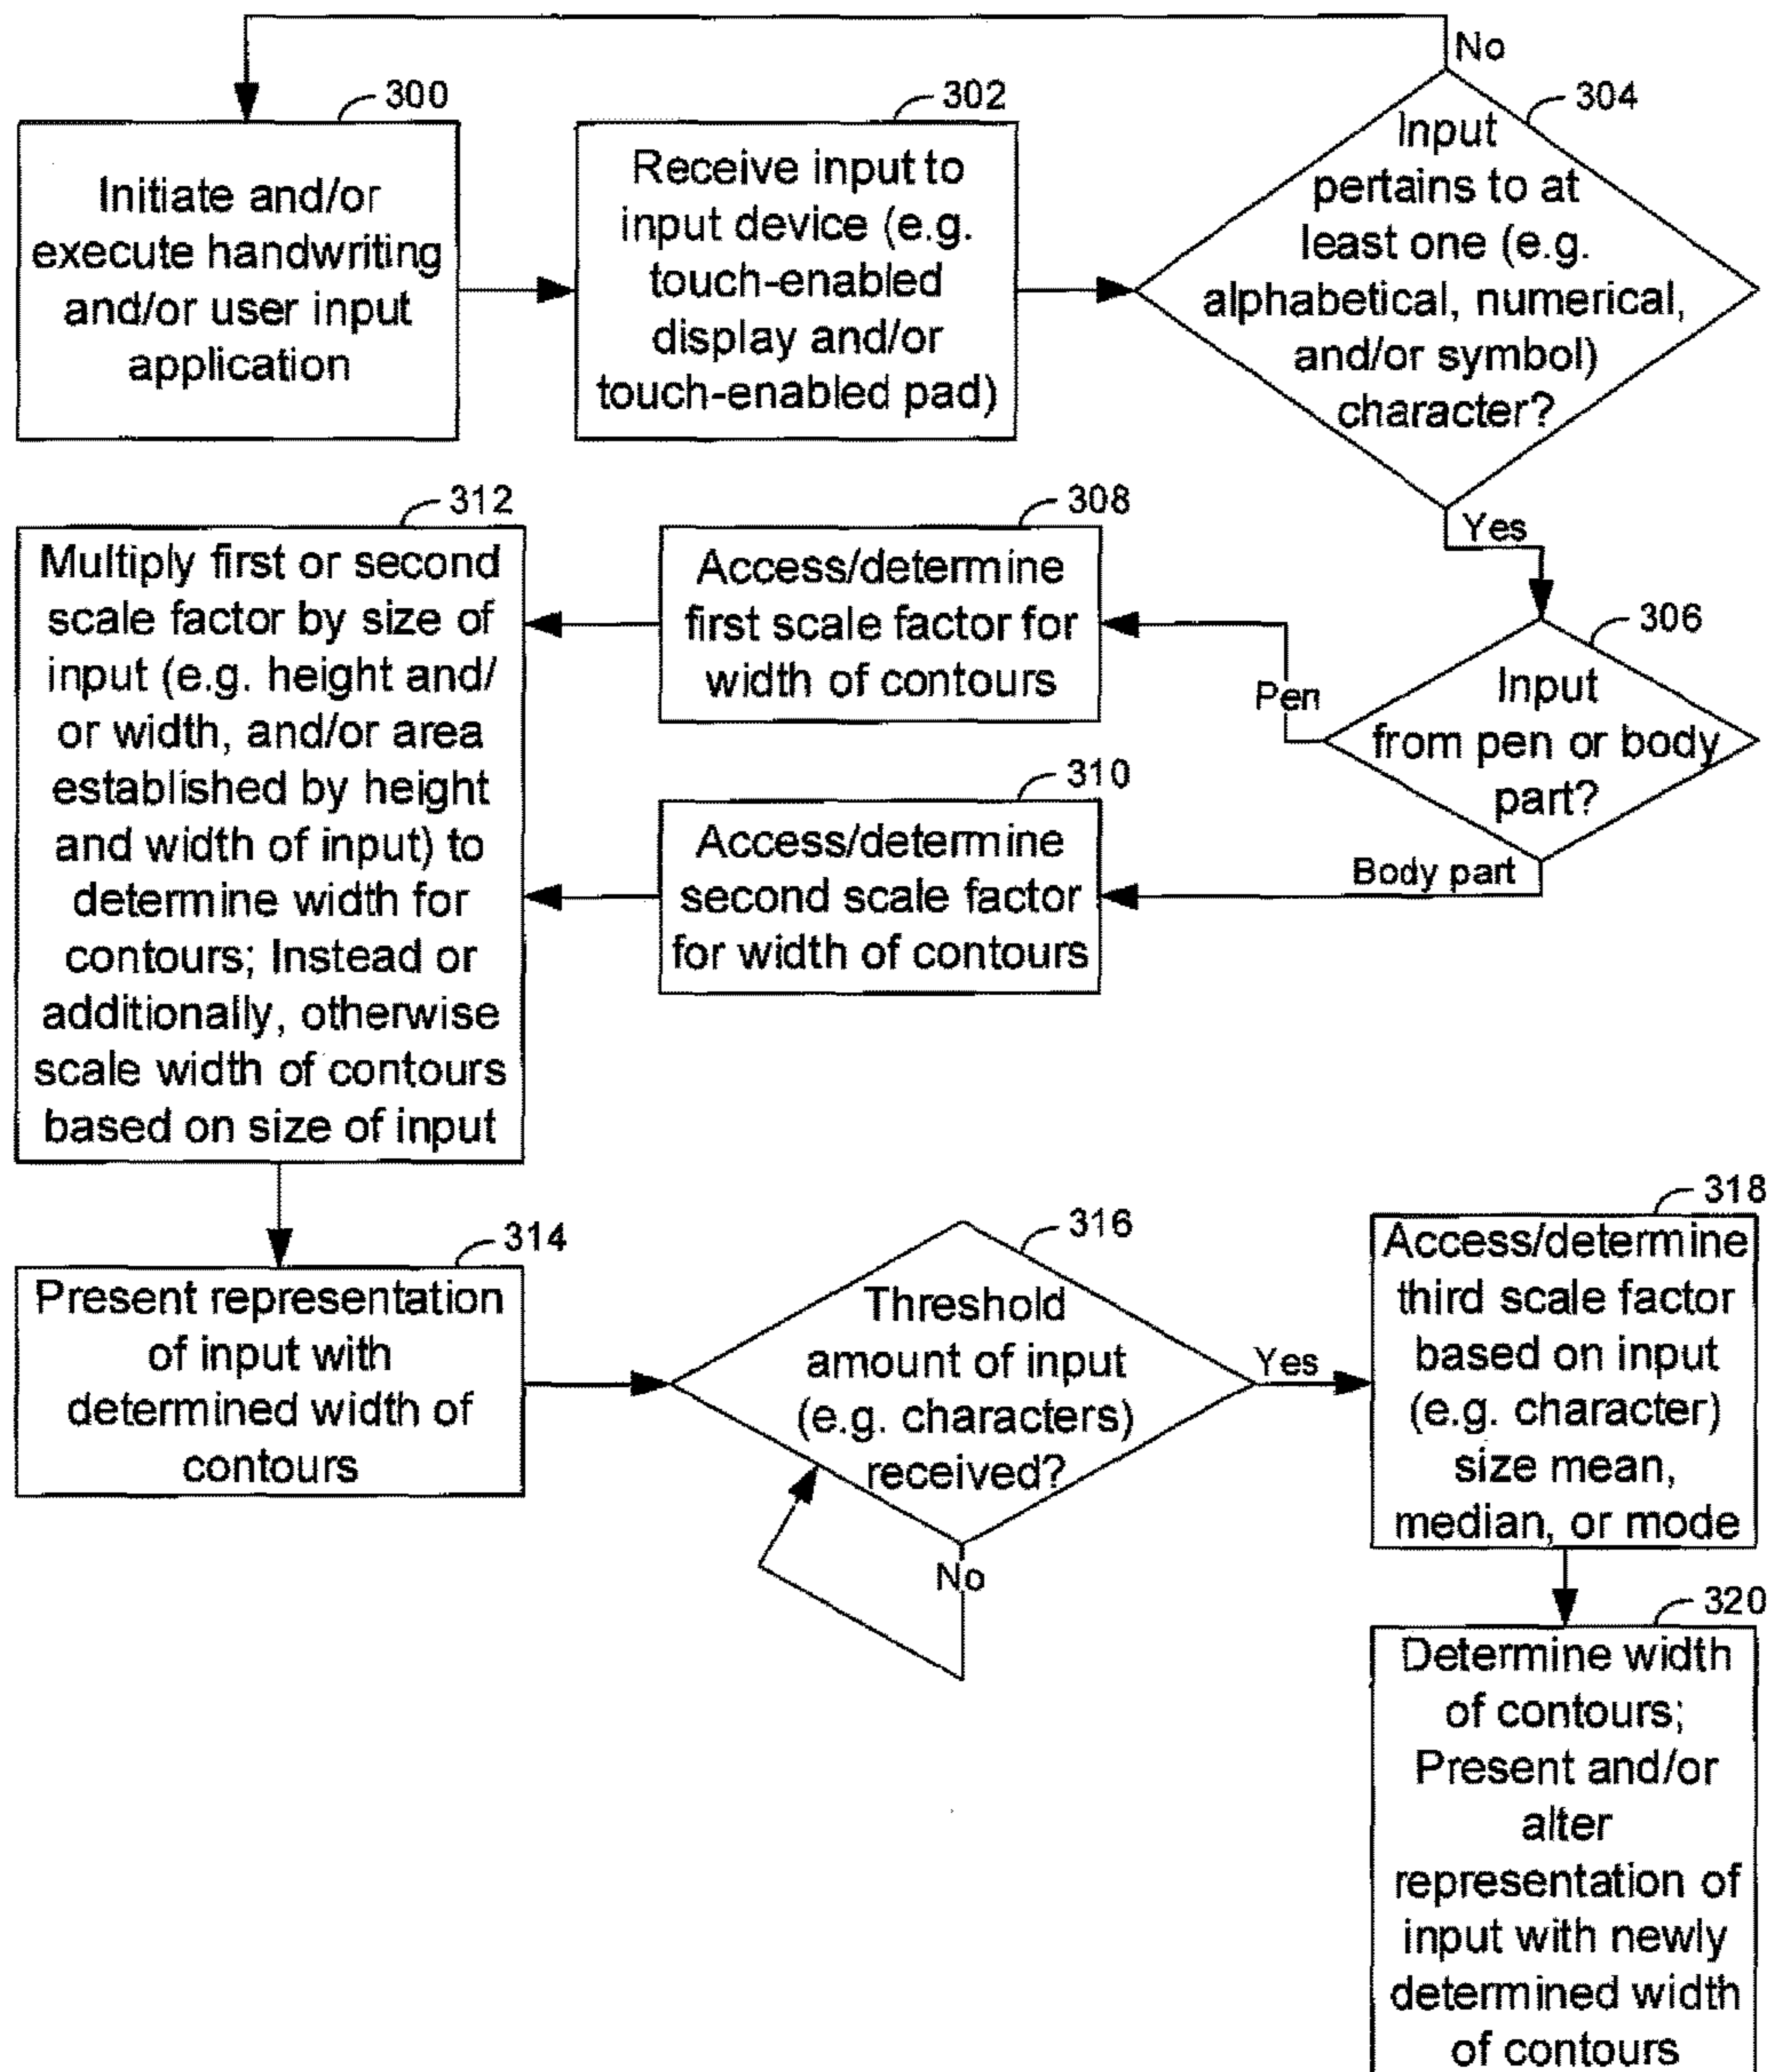 No
300
Initiate and/or
execute handwriting
and/or user input
application
302
Receive input to
input device (e.g.
touch-enabled
display and/or
touch-enabled pad)
304
Input
pertains to at
least one (e.g.
alphabetical, numerical,
and/or symbol)
character?
Yes
306
Input
from pen or body
part?
Pen
Body part
308
Access/determine
first scale factor for
width of contours
310
Access/determine
second scale factor
for width of contours
312
Multiply first or second
scale factor by size of
input (e.g. height and/
or width, and/or area
established by height
and width of input) to
determine width for
contours; Instead or
additionally, otherwise
scale width of contours
based on size of input
314
Present representation
of input with
determined width of
contours
316
Threshold
amount of input
(e.g. characters)
received?
Yes
No
318
Access/determine
third scale factor
based on input
(e.g. character)
size mean,
median, or mode
320
Determine width
of contours;
Present and/or
alter
representation of
input with newly
determined width
of contours